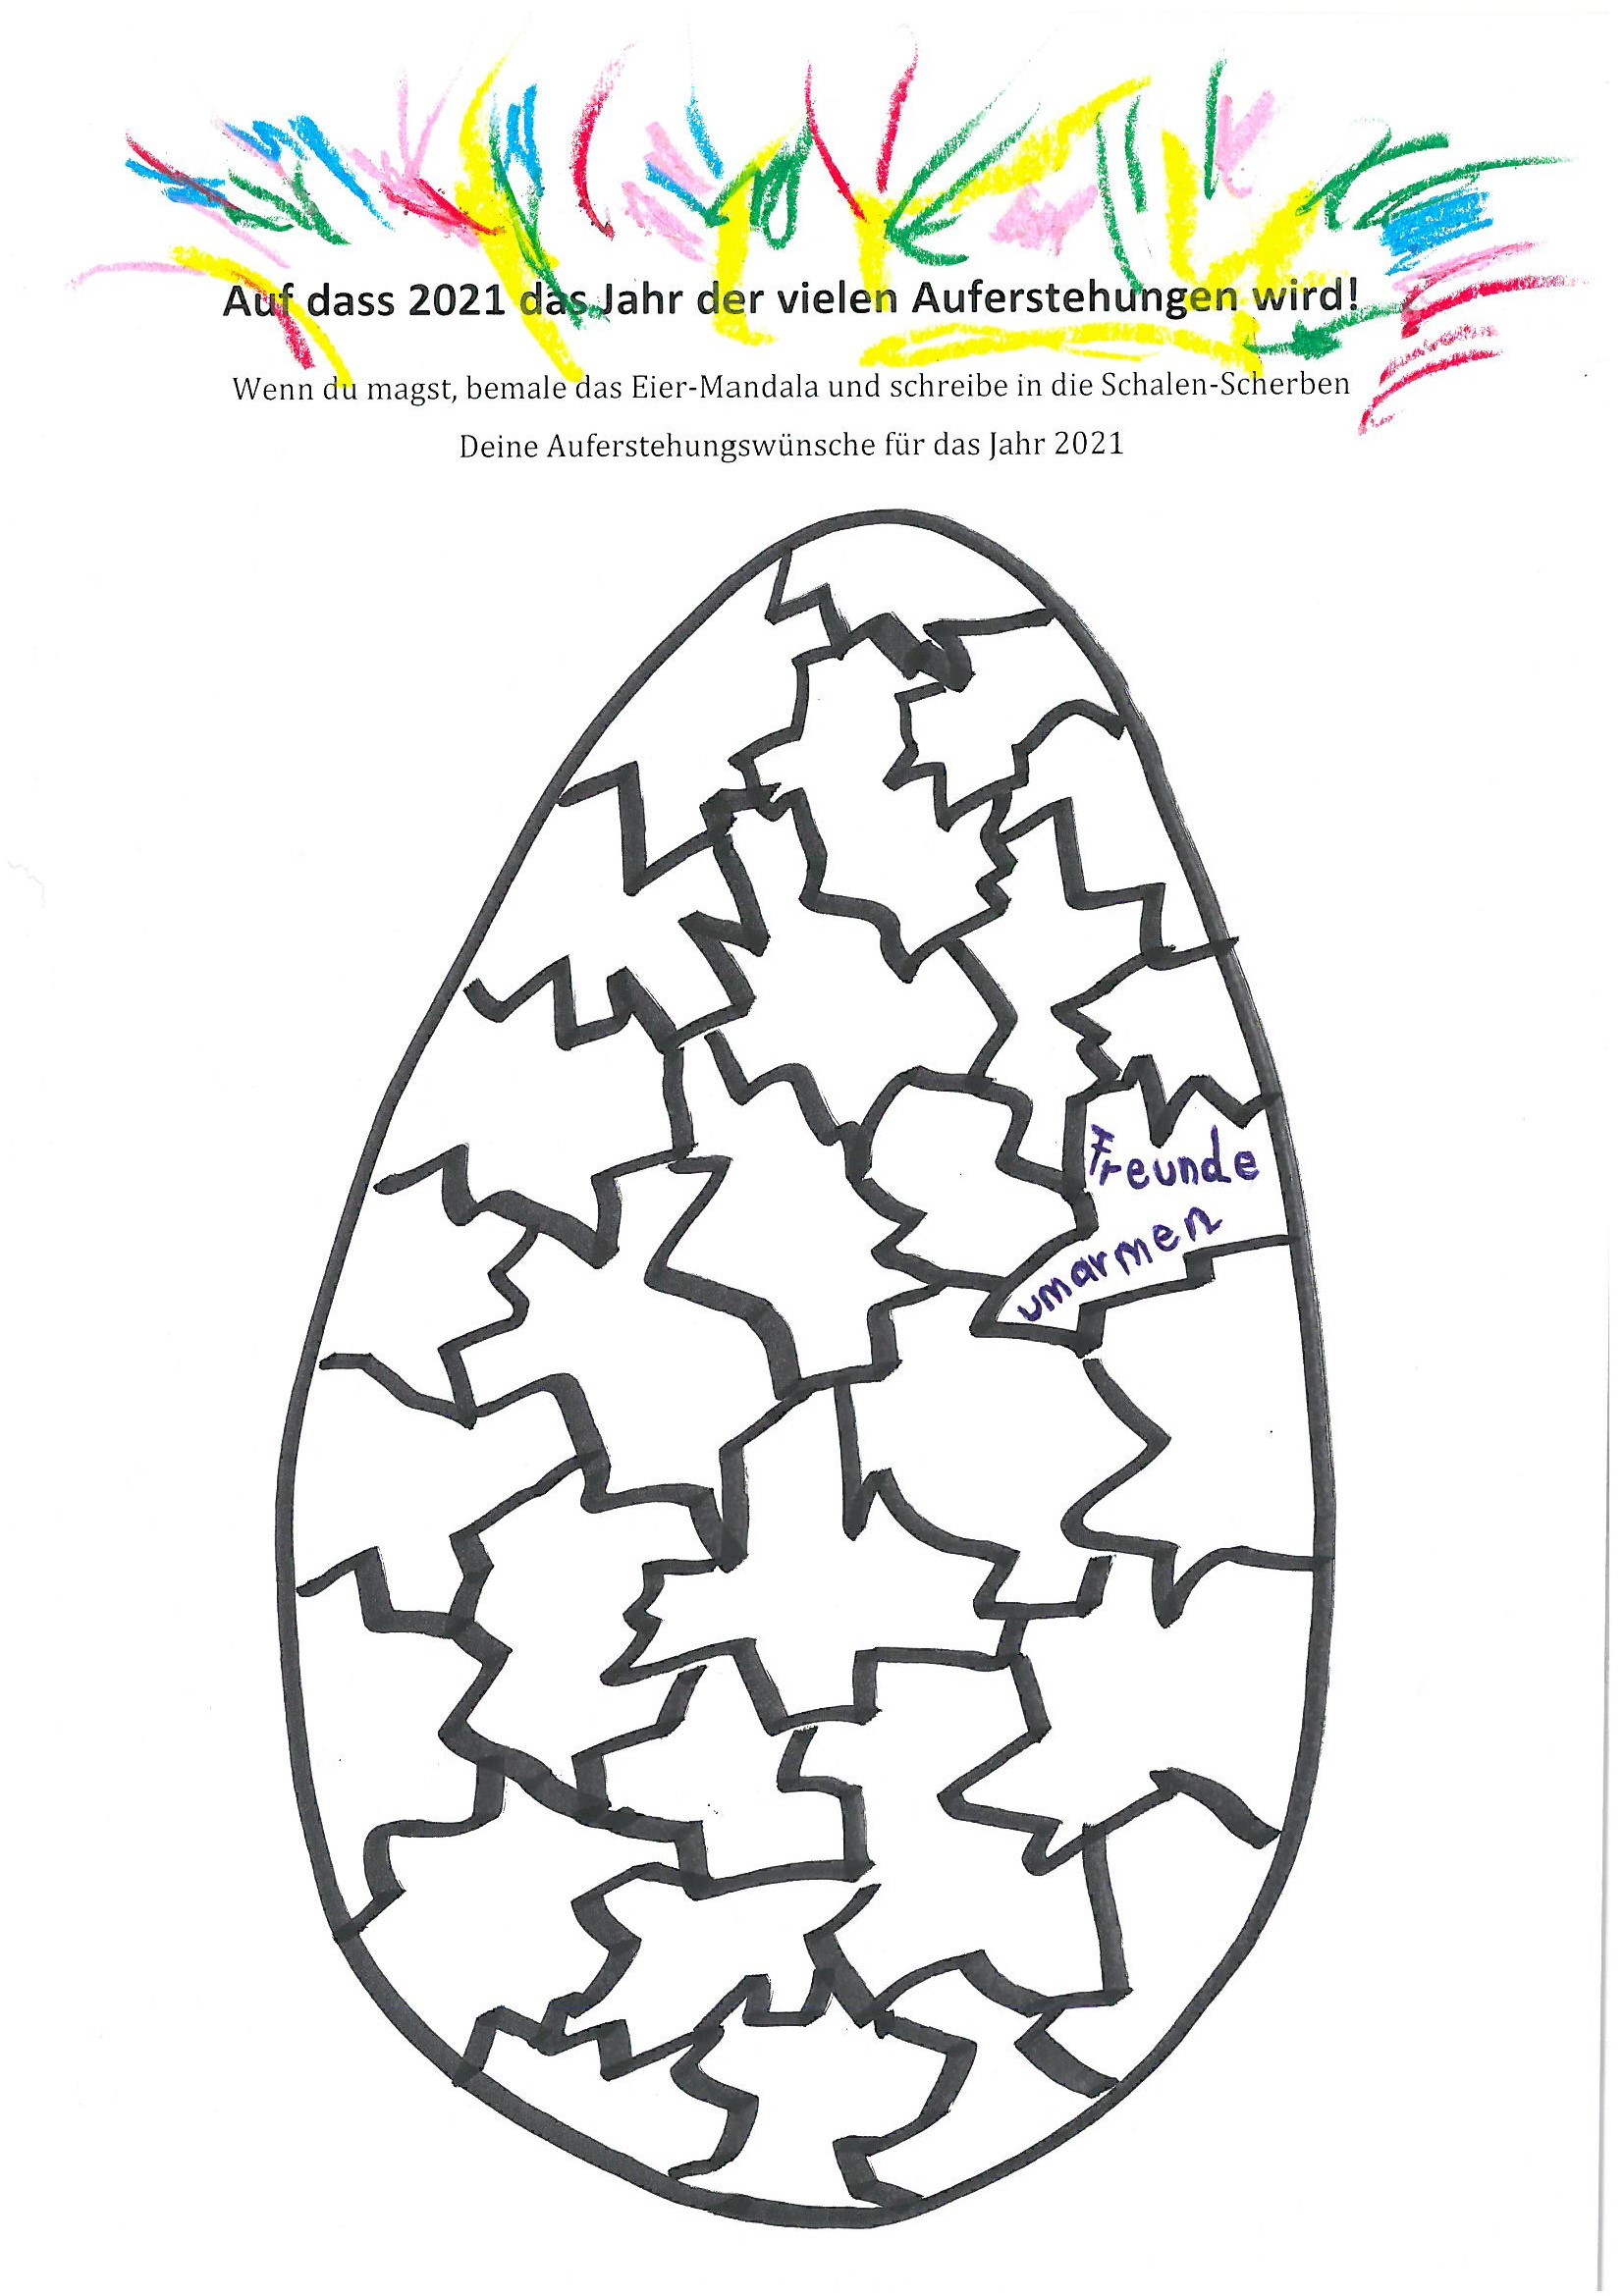 Auf dass 2021 das Jahr der vielen Auferstehungen wird!
Wenn du magst, bemale das Eier-Mandala und schreibe in die Schalen-Scherben
Deine Auferstehungswünsche für das Jahr 2021
Freunde
umarmen